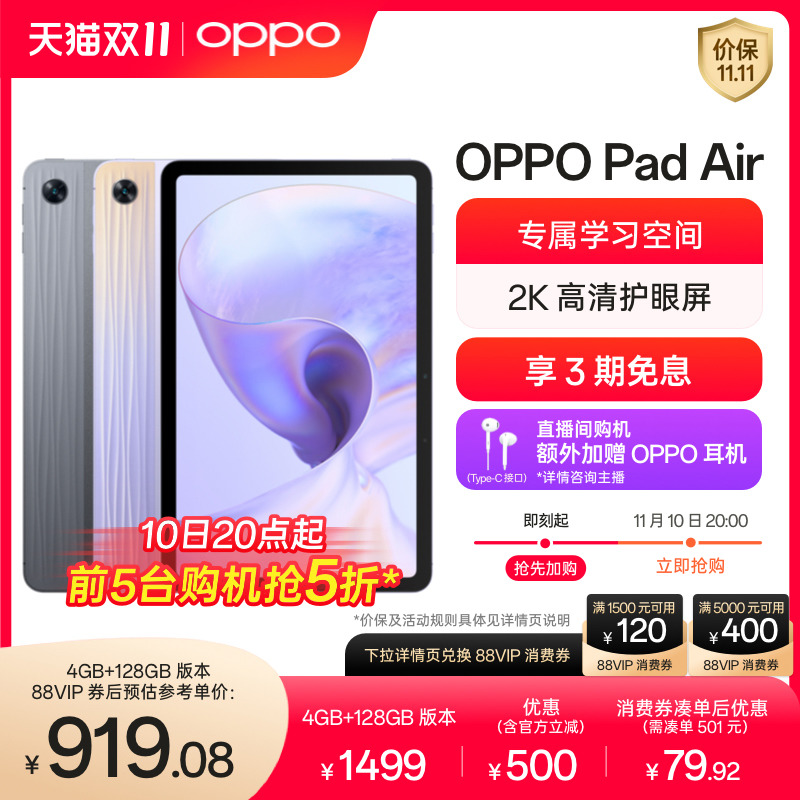 天猫双11 oppo
价保
11.11
OPPO Pad Air
专属学习空间
2K 高清护眼屏
享 3 期免息
直播间购机
额外加赠 OPPO 耳机
(Type-C 接口) *详情咨询主播
即刻起 11月10日20:00
抢先加购 立即抢购
10日20点起
前5台购机抢5折*
*价保及活动规则具体见详情页说明
下拉详情页兑换 88VIP 消费券
满 1500 元可用
¥120
88VIP 消费券
满 5000 元可用
¥400
88VIP 消费券
4GB+128GB 版本
88VIP 券后预估参考单价：
¥919.08
4GB+128GB 版本
¥1499
优惠
(含官方立减)
¥500
消费券凑单后优惠
(需凑单 501 元)
¥79.92